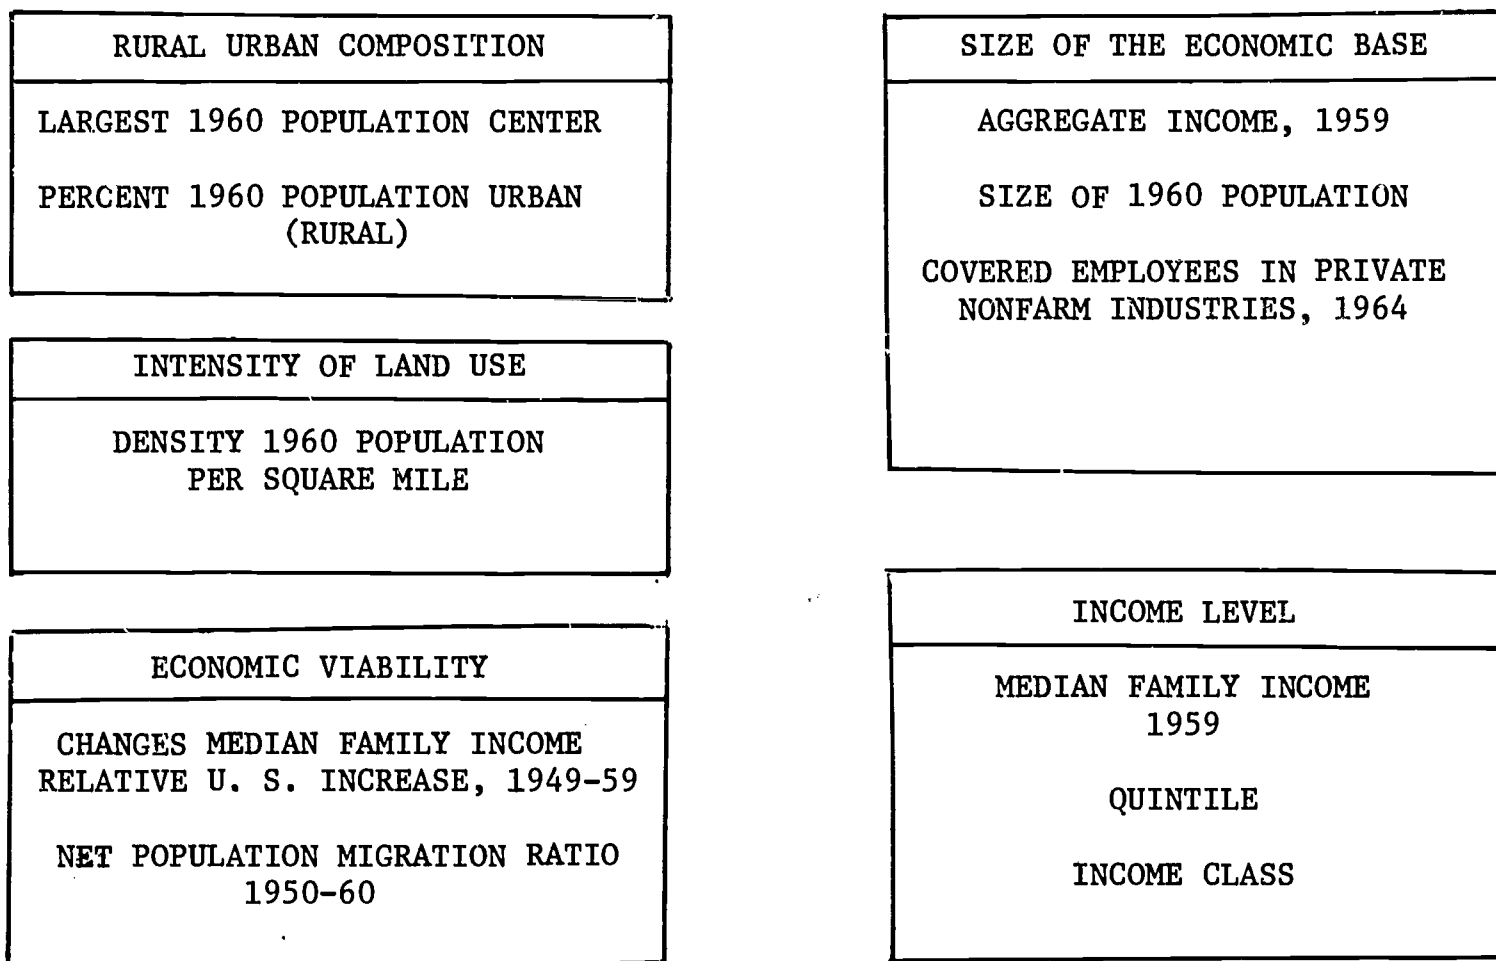 RURAL URBAN COMPOSITION
LARGEST 1960 POPULATION CENTER
PERCENT 1960 POPULATION URBAN
(RURAL)
INTENSITY OF LAND USE
DENSITY 1960 POPULATION
PER SQUARE MILE
ECONOMIC VIABILITY
CHANGES MEDIAN FAMILY INCOME
RELATIVE U. S. INCREASE, 1949-59
NET POPULATION MIGRATION RATIO
1950-60
SIZE OF THE ECONOMIC BASE
AGGREGATE INCOME, 1959
SIZE OF 1960 POPULATION
COVERED EMPLOYEES IN PRIVATE
NONFARM INDUSTRIES, 1964
INCOME LEVEL
MEDIAN FAMILY INCOME
1959
QUINTILE
INCOME CLASS